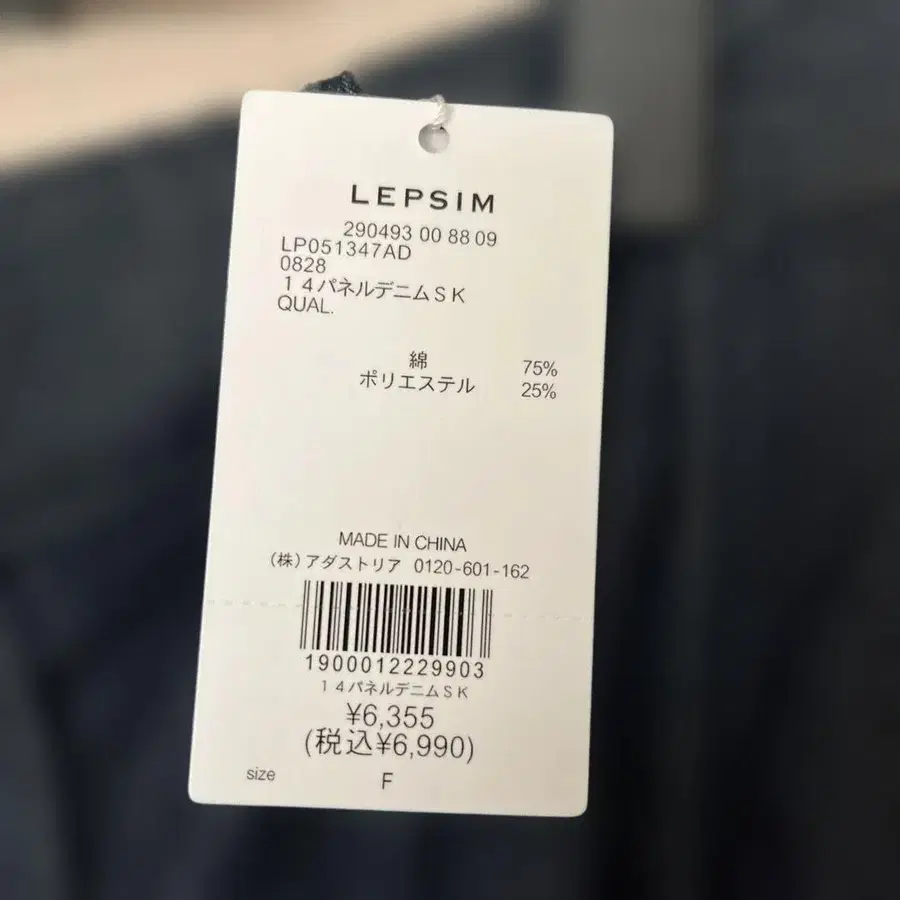 LEPSIM
290493 00 88 09
LP051347AD
0828
１４パネルデニムＳＫ
QUAL.
綿 75%
ポリエステル 25%
MADE IN CHINA
（株）アダストリア 0120-601-162
1900012229903
１４パネルデニムＳＫ
¥6,355
(税込¥6,990)
size F